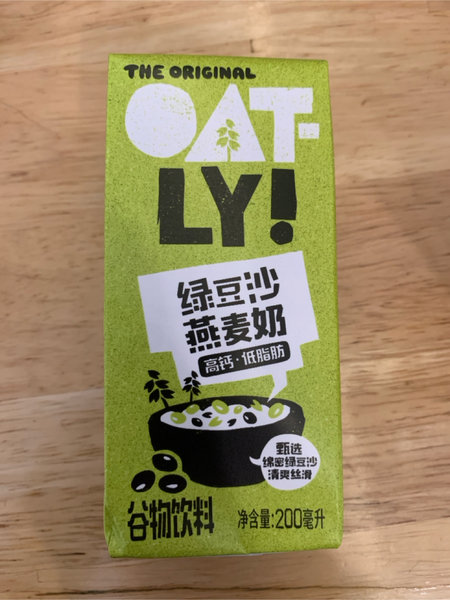 THE ORIGINAL
OAT-
LY!
绿豆沙
燕麦奶
高钙·低脂肪
甄选
绵密绿豆沙
清爽丝滑
谷物饮料
净含量:200毫升